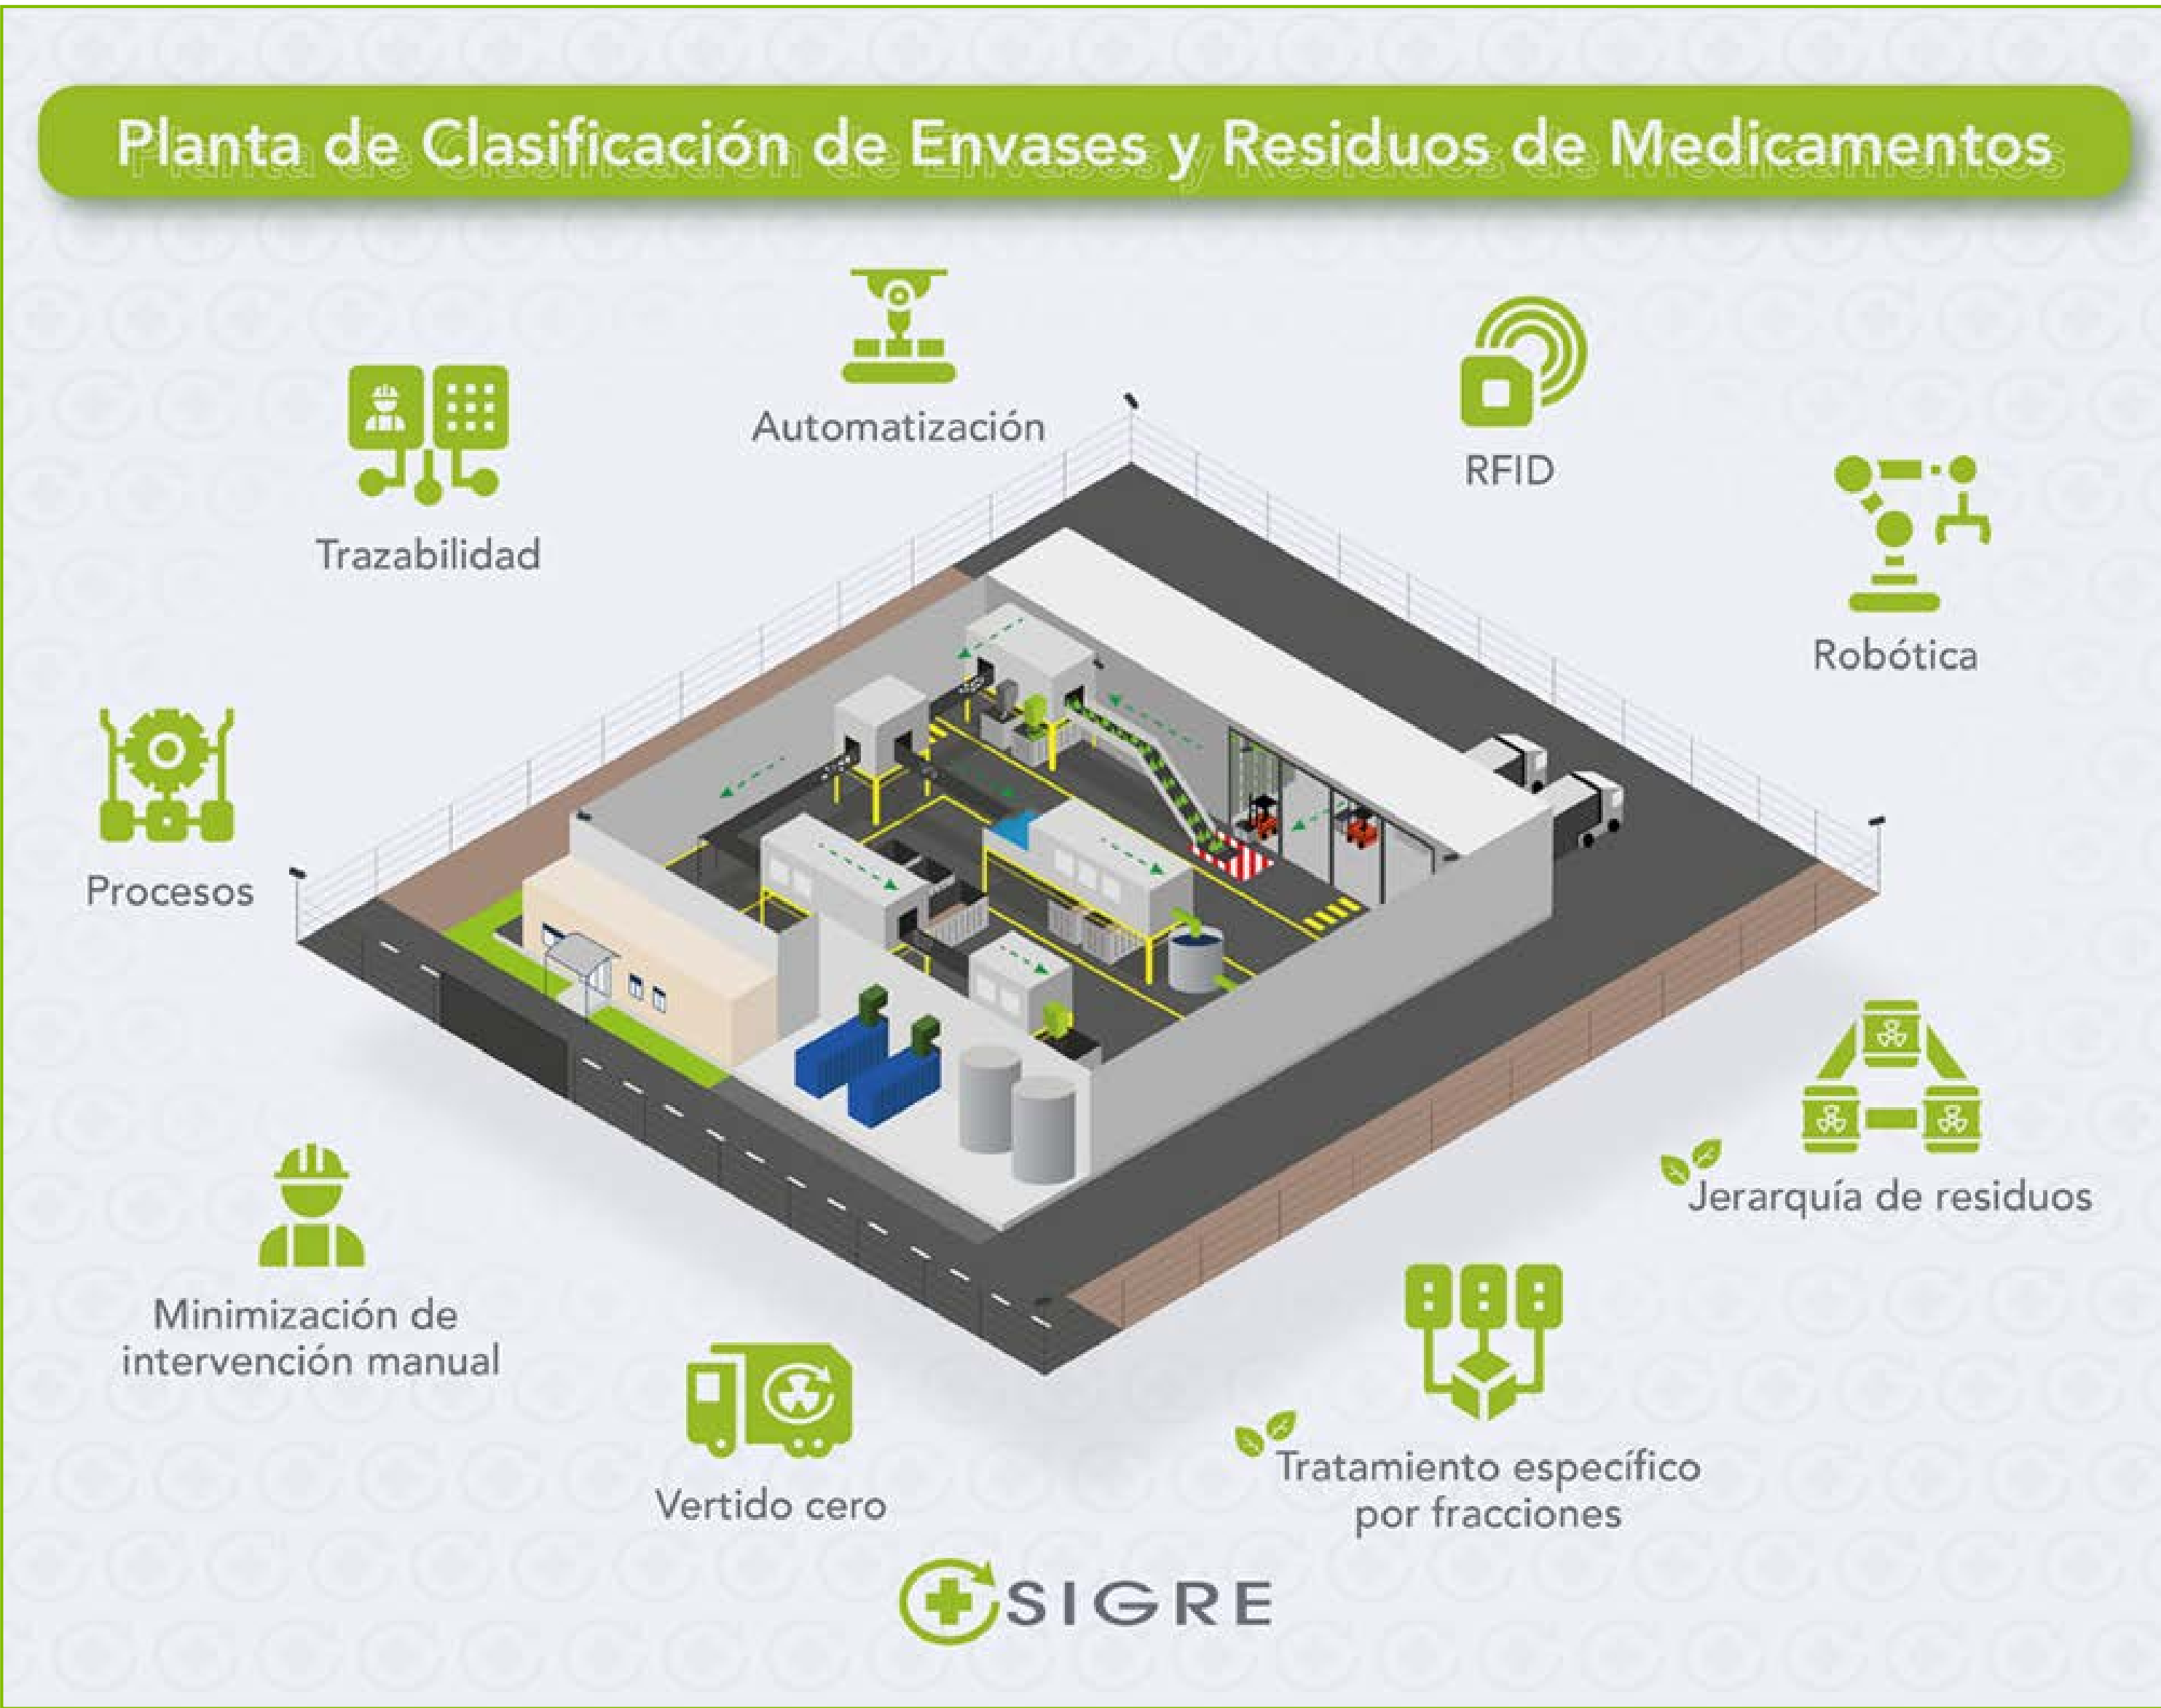 Planta de Clasificación de Envases y Residuos de Medicamentos
Automatización
RFID
Trazabilidad
Robótica
Procesos
Jerarquía de residuos
Minimización de
intervención manual
Tratamiento específico
por fracciones
Vertido cero
SIGRE